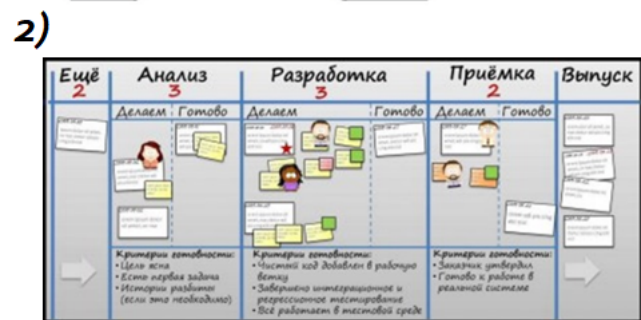 2)
Ещё
2
Анализ
3
Разработка
3
Приёмка
2
Выпуск
Делаем Готово
Делаем Готово
Делаем Готово
Критерии готовности:
• Цель ясна
• Есть первая задача
• Истории разбиты
(если это необходимо)
Критерии готовности:
• Чистый код добавлен в рабочую
ветку
• Завершено интеграционное и
регрессионное тестирование
• Всё работает в тестовой среде
Критерии готовности:
• Заказчик утвердил
• Готово к работе в
реальной системе